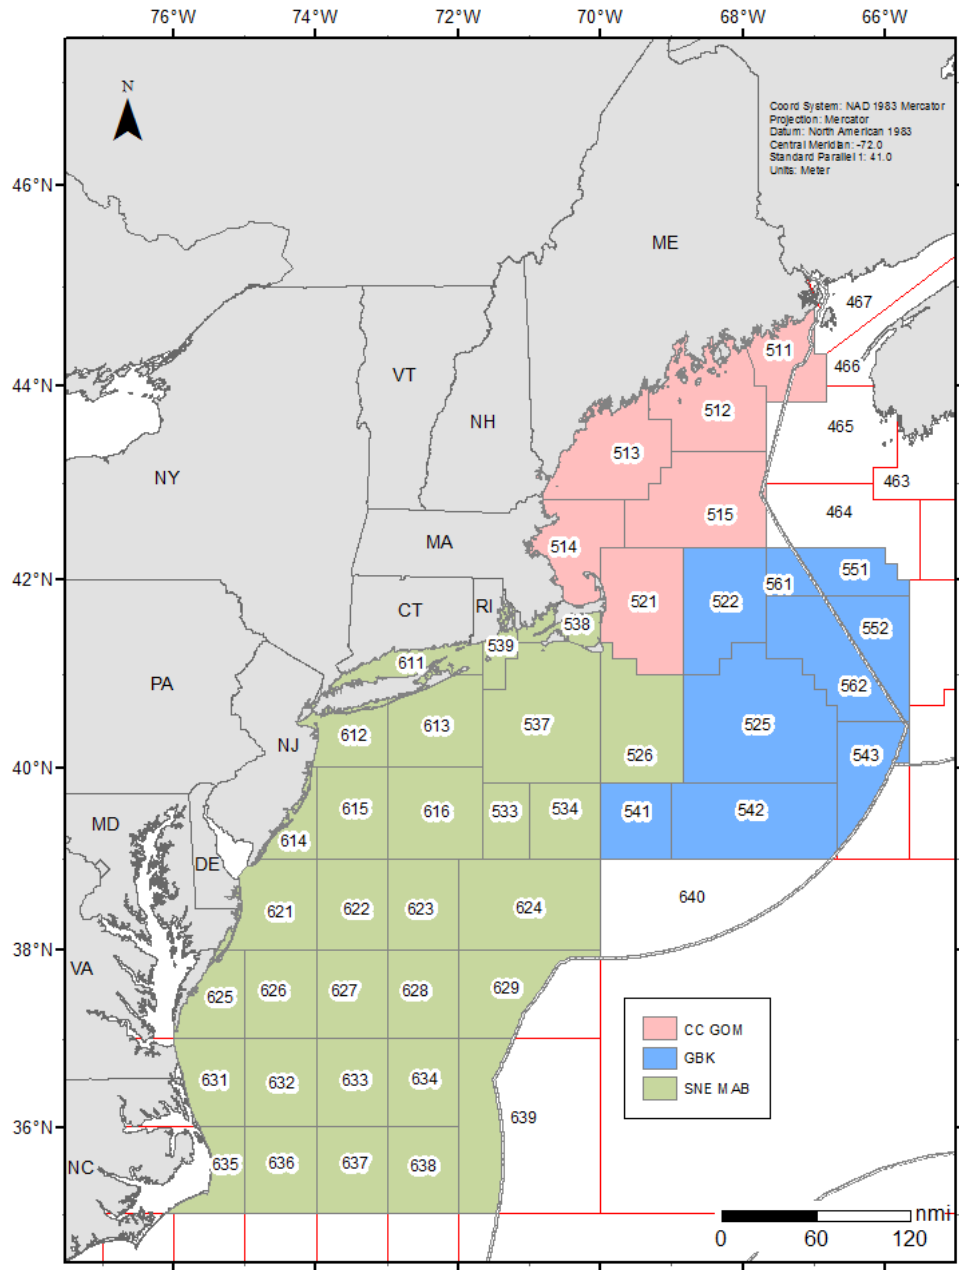 76°W 74°W 72°W 70°W 68°W 66°W
N
Coord System: NAD 1983 Mercator
Projection: Mercator
Datum: North American 1983
Central Meridian: -72.0
Standard Parallel 1: 41.0
Units: Meter
46°N
ME
467
511
466
VT
44°N
512
465
NH
513
NY
463
515
464
MA
514
551
42°N
561
521
522
CT
RI
538
552
539
611
PA
562
613
537
525
612
NJ
526
543
40°N
615
616
533
534
541
542
MD
614
DE
640
621
622
623
624
38°N
VA
625
626
627
628
629
CC GOM
GBK
SNE MAB
631
632
633
634
36°N
639
NC
635
636
637
638
nmi
0 60 120